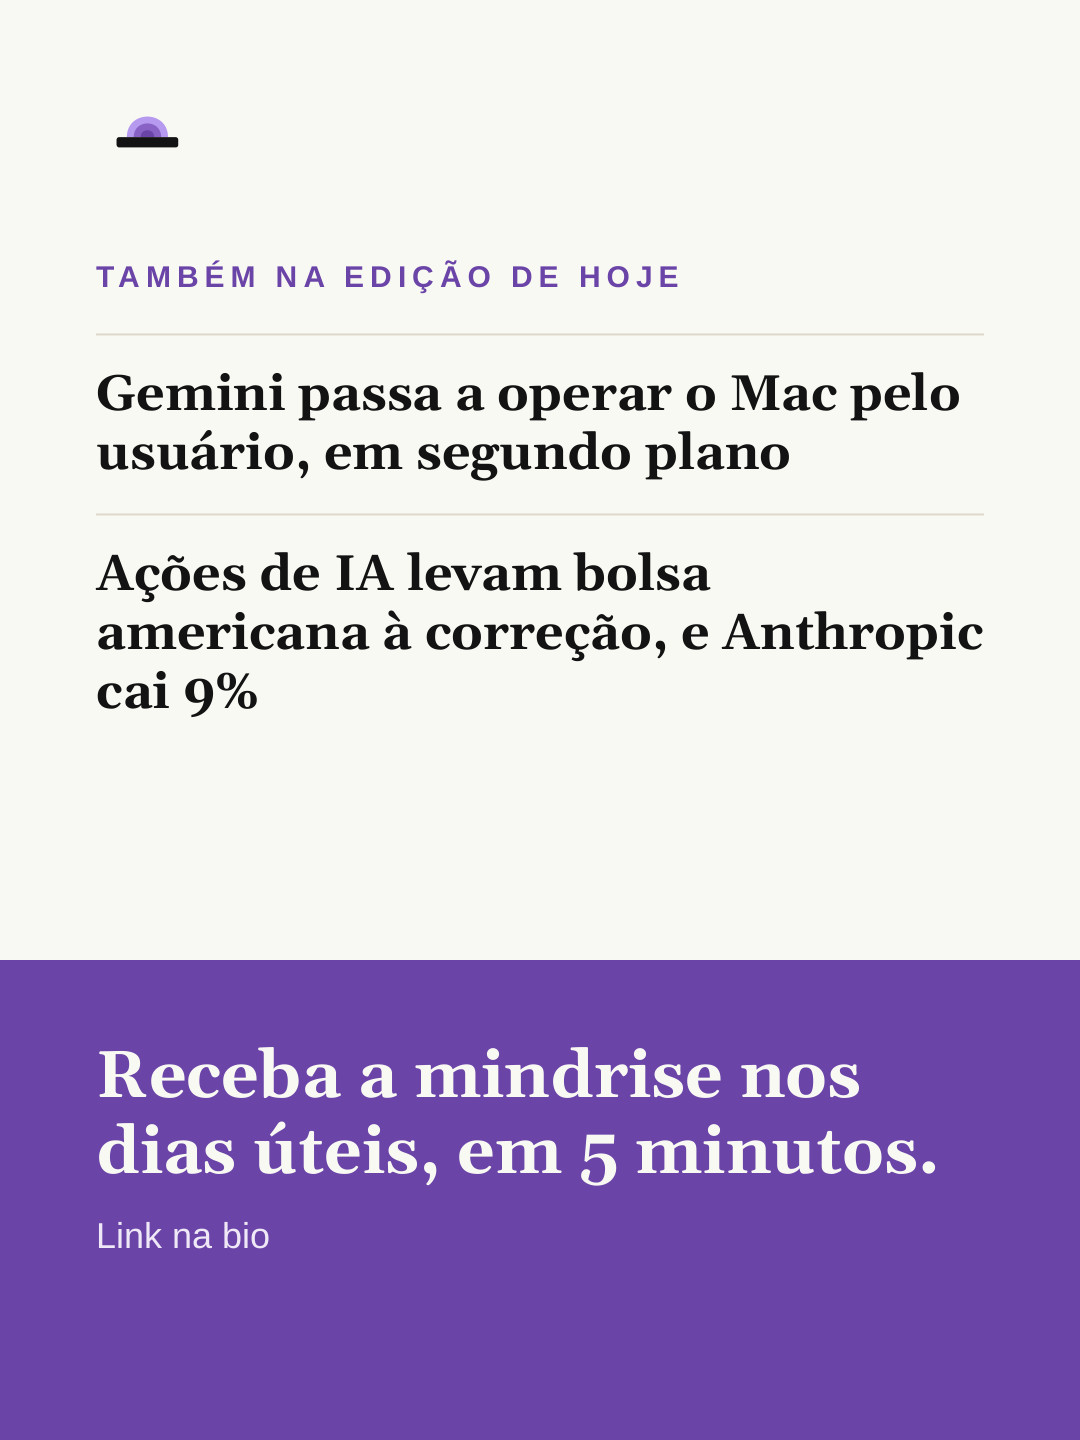 TAMBÉM NA EDIÇÃO DE HOJE
Gemini passa a operar o Mac pelo
usuário, em segundo plano
Ações de IA levam bolsa
americana à correção, e Anthropic
cai 9%
Receba a mindrise nos
dias úteis, em 5 minutos.
Link na bio